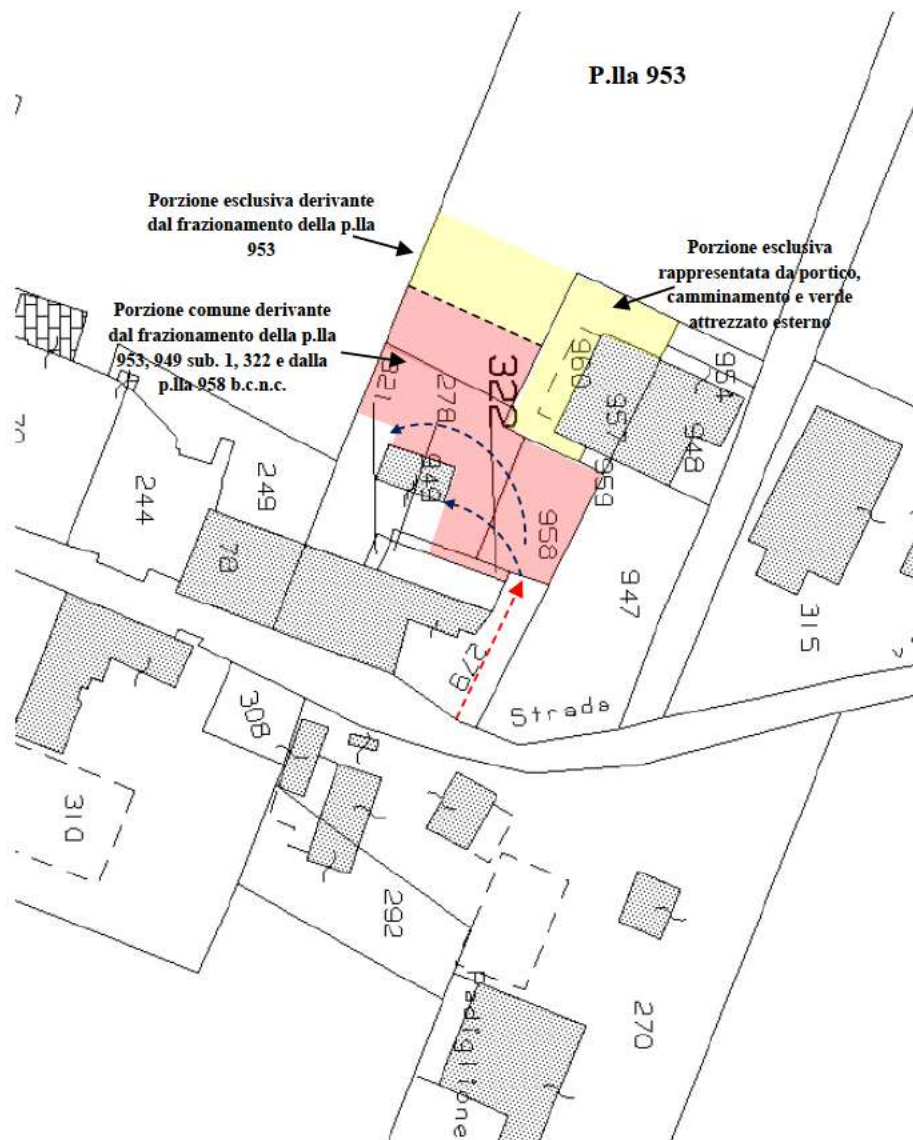 P.lla 953
Porzione esclusiva derivante
dal frazionamento della p.lla
953
Porzione esclusiva
rappresentata da portico,
camminamento e verde
attrezzato esterno
Porzione comune derivante
dal frazionamento della p.lla
953, 949 sub. 1, 322 e dalla
p.lla 958 b.c.n.c.
322
278
960
957
954
948
949
959
958
947
244
249
78
279
315
Strada
308
310
292
270
Padiglione